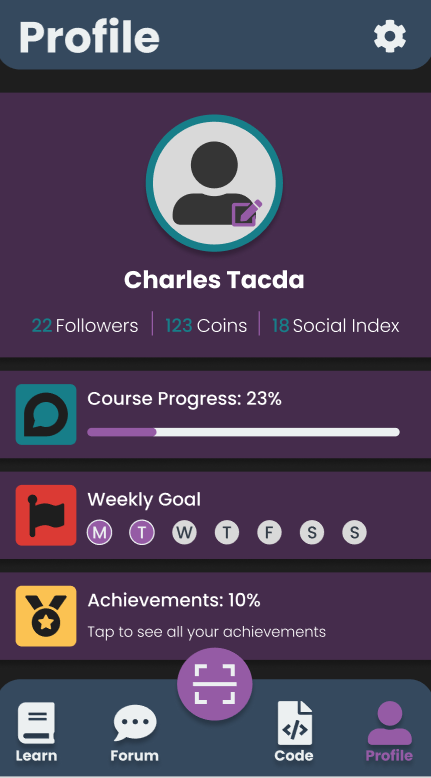 Profile
Charles Tacda
22 Followers 123 Coins 18 Social Index
Course Progress: 23%
Weekly Goal
M T W T F S S
Achievements: 10%
Tap to see all your achievements
Learn Forum Code Profile